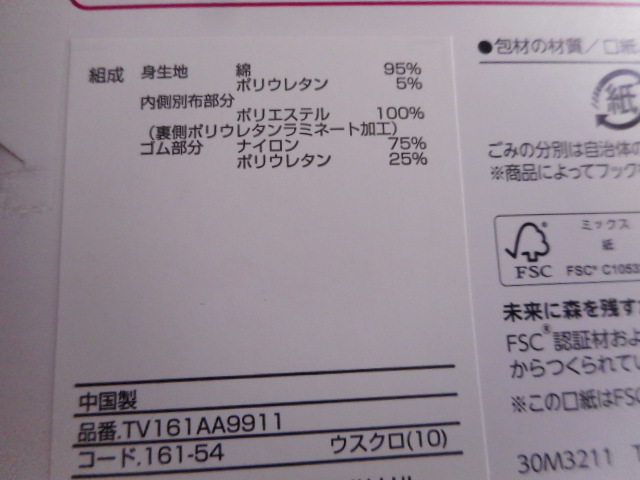 組成 身生地 綿 95%
ポリウレタン 5%
内側別布部分
ポリエステル 100%
(裏側ポリウレタンラミネート加工)
ゴム部分 ナイロン 75%
ポリウレタン 25%
中国製
品番.TV161AA9911
コード.161-54 ウスクロ(10)
●包材の材質/口紙
紙
ごみの分別は自治体の
※商品によってフック
ミックス
紙
FSC
FSC® C1053
未来に森を残す
FSC®認証材およ
からつくられてい
※この口紙はFSC
30M3211